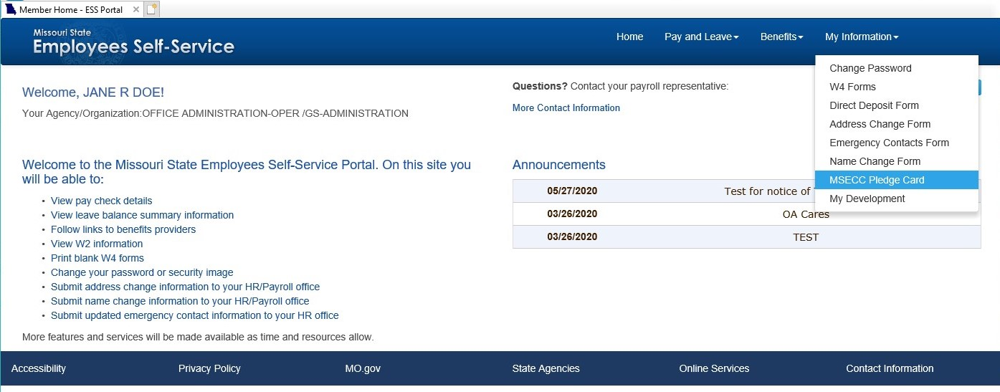 Member Home - ESS Portal
Missouri State
Employees Self-Service
Home
Pay and Leave
Benefits
My Information
Change Password
W4 Forms
Direct Deposit Form
Address Change Form
Emergency Contacts Form
Name Change Form
MSECC Pledge Card
My Development
Welcome, JANE R DOE!
Your Agency/Organization:OFFICE ADMINISTRATION-OPER /GS-ADMINISTRATION
Questions? Contact your payroll representative:
More Contact Information
Welcome to the Missouri State Employees Self-Service Portal. On this site you
will be able to:
• View pay check details
• View leave balance summary information
• Follow links to benefits providers
• View W2 information
• Print blank W4 forms
• Change your password or security image
• Submit address change information to your HR/Payroll office
• Submit name change information to your HR/Payroll office
• Submit updated emergency contact information to your HR office
More features and services will be made available as time and resources allow.
Announcements
05/27/2020 Test for notice of
03/26/2020 OA Cares
03/26/2020 TEST
Accessibility
Privacy Policy
MO.gov
State Agencies
Online Services
Contact Information